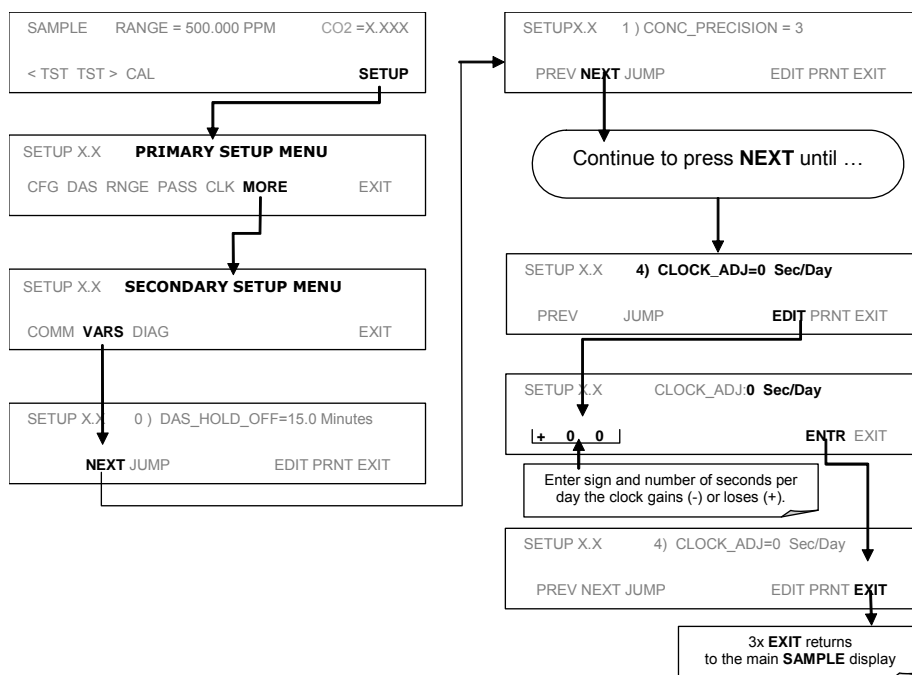 SAMPLE RANGE = 500.000 PPM CO2 =X.XXX
< TST TST > CAL SETUP
SETUP X.X PRIMARY SETUP MENU
CFG DAS RNGE PASS CLK MORE EXIT
SETUP X.X SECONDARY SETUP MENU
COMM VARS DIAG EXIT
SETUP X.X 0 ) DAS_HOLD_OFF=15.0 Minutes
NEXT JUMP EDIT PRNT EXIT
SETUPX.X 1 ) CONC_PRECISION = 3
PREV NEXT JUMP EDIT PRNT EXIT
Continue to press NEXT until …
SETUP X.X 4) CLOCK_ADJ=0 Sec/Day
PREV JUMP EDIT PRNT EXIT
SETUP X.X CLOCK_ADJ:0 Sec/Day
+ 0 0 ENTR EXIT
Enter sign and number of seconds per
day the clock gains (-) or loses (+).
SETUP X.X 4) CLOCK_ADJ=0 Sec/Day
PREV NEXT JUMP EDIT PRNT EXIT
3x EXIT returns
to the main SAMPLE display